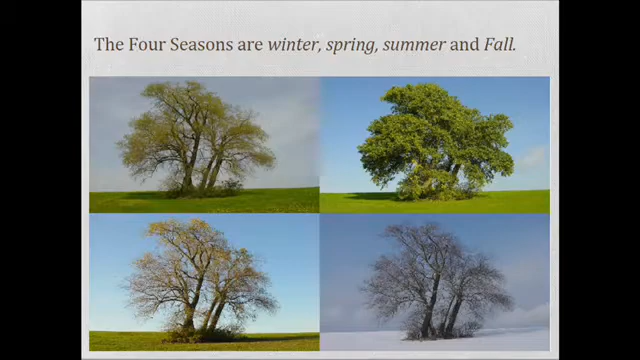 The Four Seasons are winter, spring, summer and Fall.